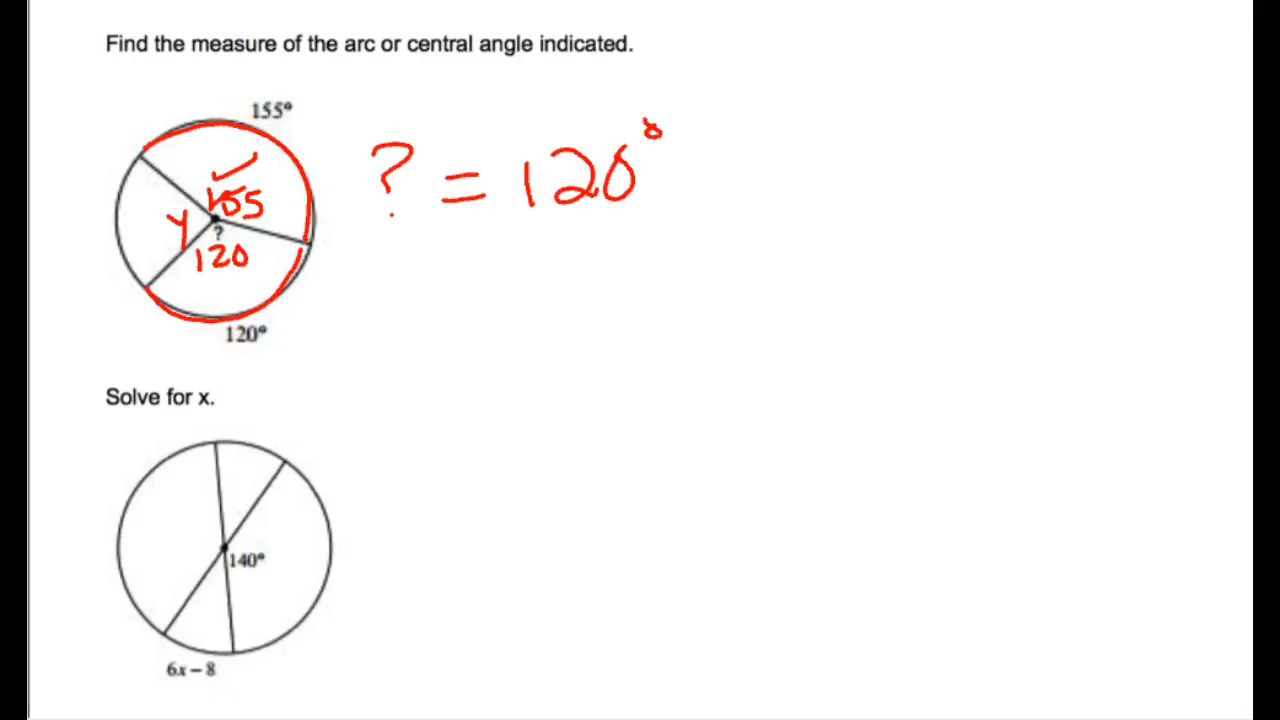 Find the measure of the arc or central angle indicated.
155°
? = 120°
155
y
?
120
120°
Solve for x.
140°
6x – 8